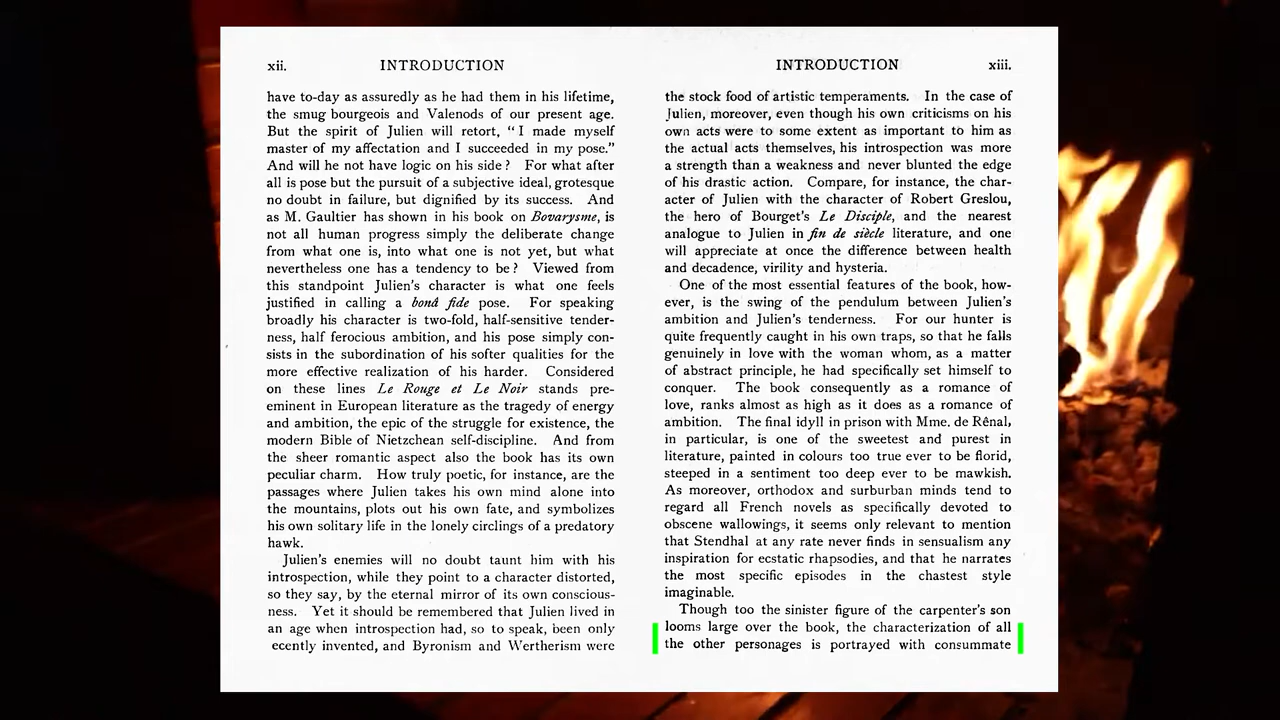 xii. INTRODUCTION
have to-day as assuredly as he had them in his lifetime,
the smug bourgeois and Valenods of our present age.
But the spirit of Julien will retort, “I made myself
master of my affectation and I succeeded in my pose.”
And will he not have logic on his side? For what after
all is pose but the pursuit of a subjective ideal, grotesque
no doubt in failure, but dignified by its success. And
as M. Gaultier has shown in his book on Bovarysme, is
not all human progress simply the deliberate change
from what one is, into what one is not yet, but what
nevertheless one has a tendency to be? Viewed from
this standpoint Julien's character is what one feels
justified in calling a bonâ fide pose. For speaking
broadly his character is two-fold, half-sensitive tender-
ness, half ferocious ambition, and his pose simply con-
sists in the subordination of his softer qualities for the
more effective realization of his harder. Considered
on these lines Le Rouge et Le Noir stands pre-
eminent in European literature as the tragedy of energy
and ambition, the epic of the struggle for existence, the
modern Bible of Nietzchean self-discipline. And from
the sheer romantic aspect also the book has its own
peculiar charm. How truly poetic, for instance, are the
passages where Julien takes his own mind alone into
the mountains, plots out his own fate, and symbolizes
his own solitary life in the lonely circlings of a predatory
hawk.
Julien's enemies will no doubt taunt him with his
introspection, while they point to a character distorted,
so they say, by the eternal mirror of its own conscious-
ness. Yet it should be remembered that Julien lived in
an age when introspection had, so to speak, been only
ecently invented, and Byronism and Wertherism were
INTRODUCTION xiii.
the stock food of artistic temperaments. In the case of
Julien, moreover, even though his own criticisms on his
own acts were to some extent as important to him as
the actual acts themselves, his introspection was more
a strength than a weakness and never blunted the edge
of his drastic action. Compare, for instance, the char-
acter of Julien with the character of Robert Greslou,
the hero of Bourget's Le Disciple, and the nearest
analogue to Julien in fin de siècle literature, and one
will appreciate at once the difference between health
and decadence, virility and hysteria.
One of the most essential features of the book, how-
ever, is the swing of the pendulum between Julien's
ambition and Julien's tenderness. For our hunter is
quite frequently caught in his own traps, so that he falls
genuinely in love with the woman whom, as a matter
of abstract principle, he had specifically set himself to
conquer. The book consequently as a romance of
love, ranks almost as high as it does as a romance of
ambition. The final idyll in prison with Mme. de Rênal,
in particular, is one of the sweetest and purest in
literature, painted in colours too true ever to be florid,
steeped in a sentiment too deep ever to be mawkish.
As moreover, orthodox and surburban minds tend to
regard all French novels as specifically devoted to
obscene wallowings, it seems only relevant to mention
that Stendhal at any rate never finds in sensualism any
inspiration for ecstatic rhapsodies, and that he narrates
the most specific episodes in the chastest style
imaginable.
Though too the sinister figure of the carpenter's son
looms large over the book, the characterization of all
the other personages is portrayed with consummate